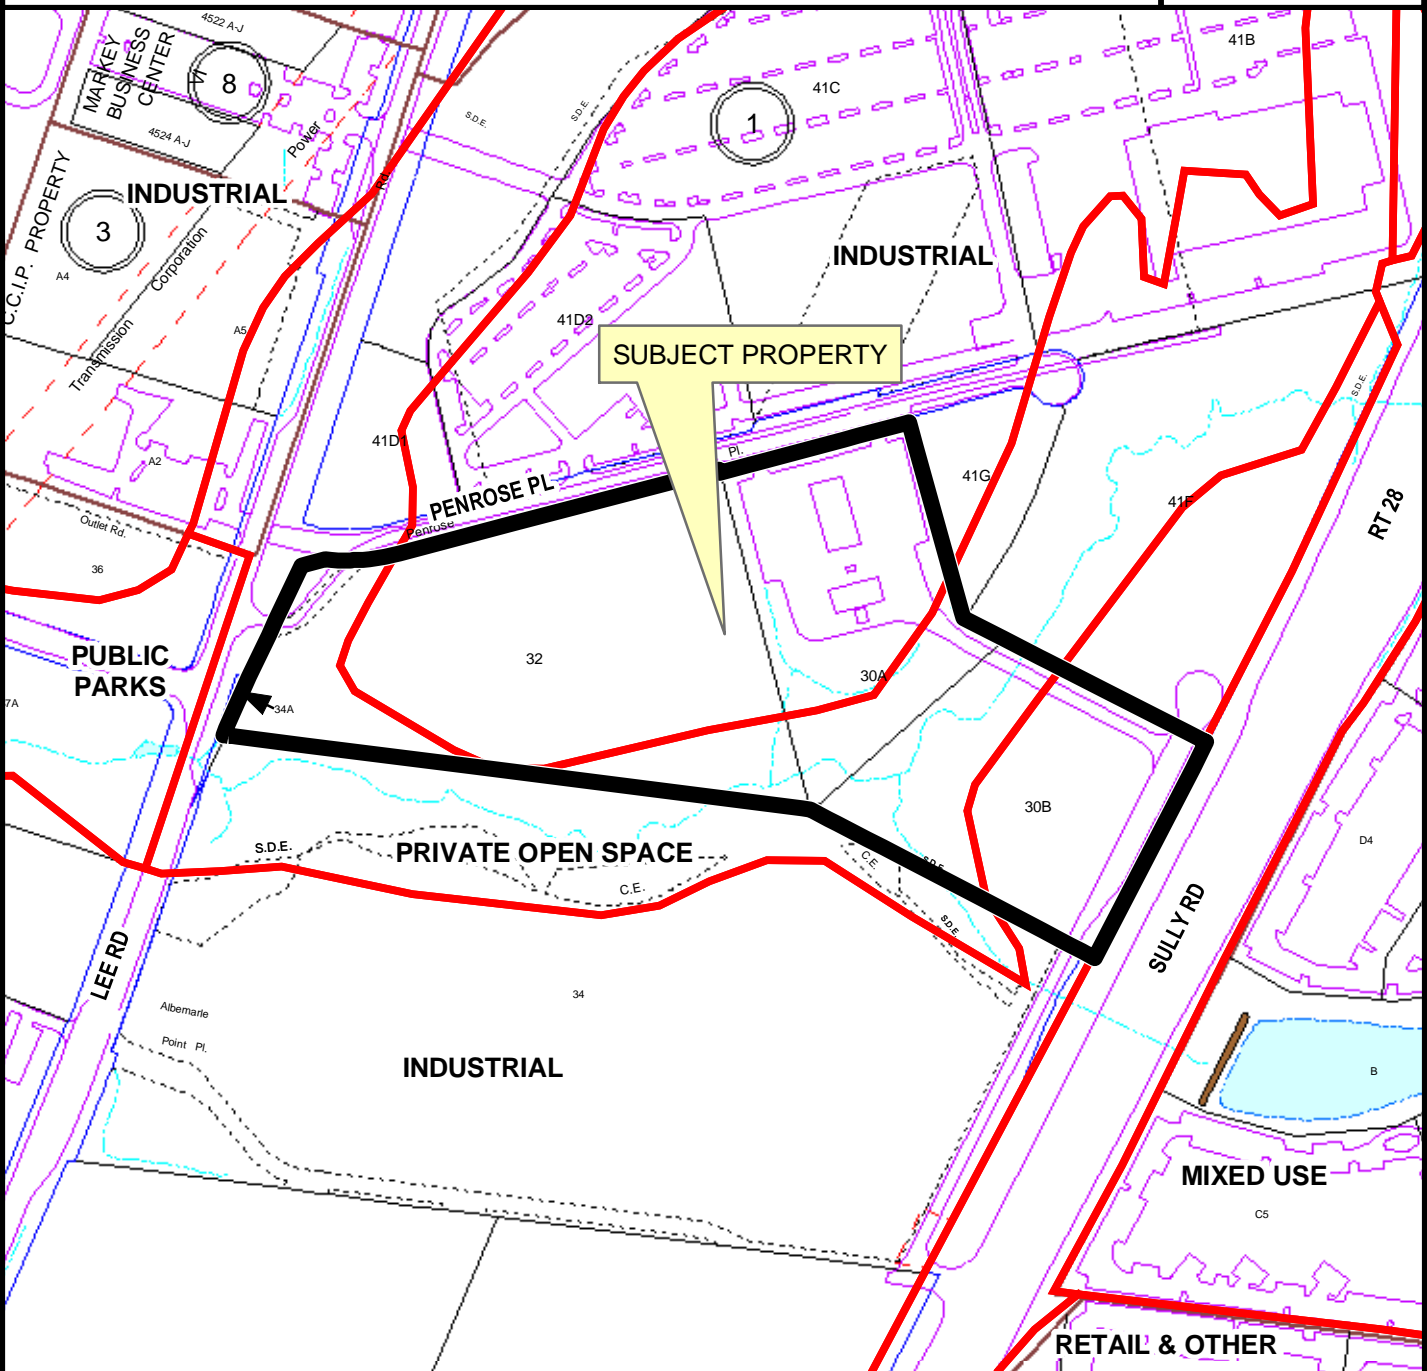 4522 A-J
MARKEY
BUSINESS
CENTER
VI
8
4524 A-J
Power
Rd.
S.D.E.
S.D.E.
41C
41B
1
C.C.I.P. PROPERTY
3
INDUSTRIAL
A4
Corporation
Transmission
A5
INDUSTRIAL
41D2
SUBJECT PROPERTY
S.D.E.
41D1
A2
Pl.
PENROSE PL
Penrose
41G
41F
RT 28
Outlet Rd.
36
PUBLIC
PARKS
32
30A
7A
34A
30B
S.D.E.
PRIVATE OPEN SPACE
C.E.
C.E.
S.D.E.
S.D.E.
D4
SULLY RD
LEE RD
34
Albemarle
Point Pl.
INDUSTRIAL
B
MIXED USE
C5
RETAIL & OTHER